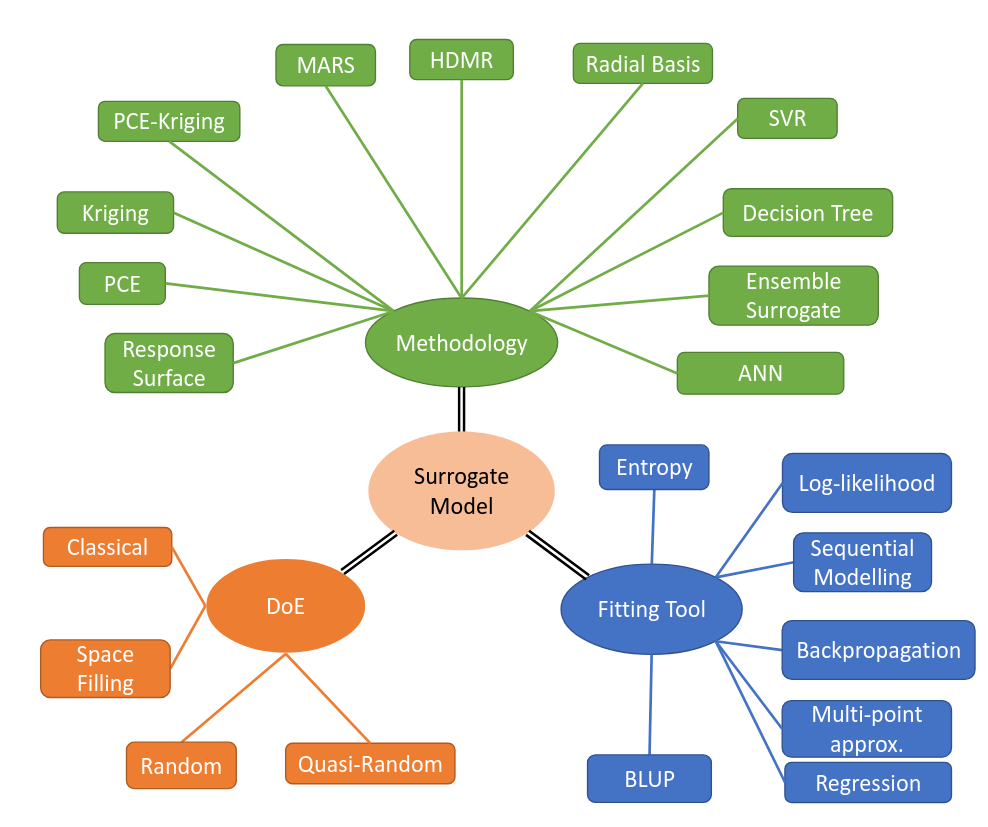 MARS
HDMR
Radial Basis
PCE-Kriging
SVR
Kriging
Decision Tree
PCE
Ensemble
Surrogate
Response
Surface
Methodology
ANN
Surrogate
Model
Entropy
Log-likelihood
Classical
Sequential
Modelling
DoE
Fitting Tool
Space
Filling
Backpropagation
Multi-point
approx.
Random
Quasi-Random
BLUP
Regression